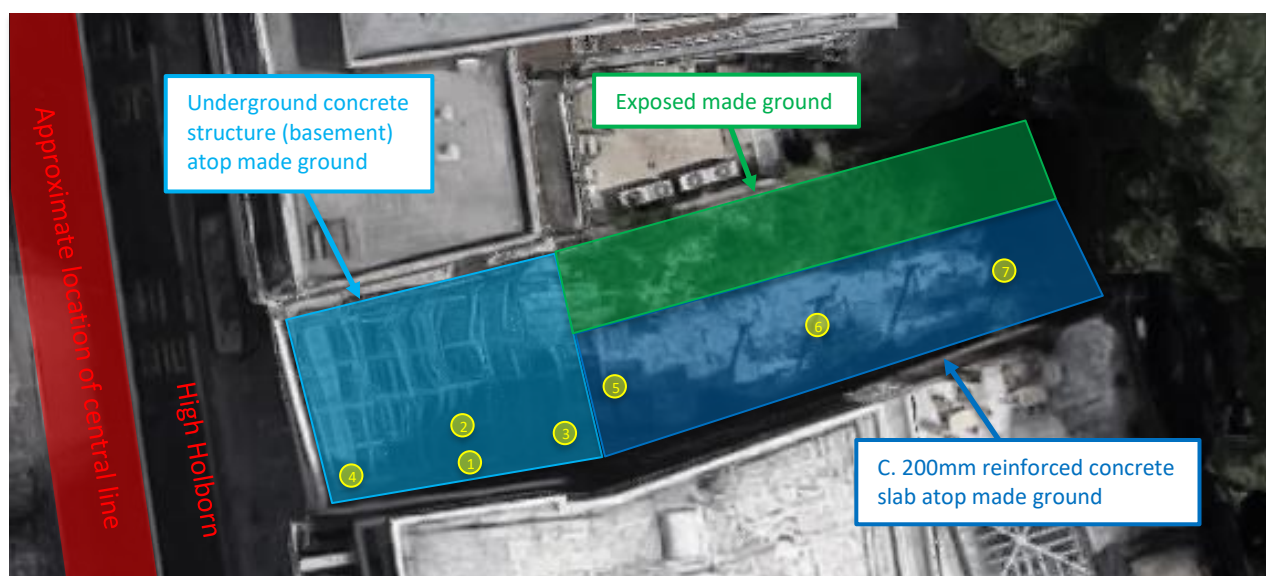 Underground concrete
structure (basement)
atop made ground
Exposed made ground
Approximate location of central line
High Holborn
7
6
5
2
3
1
4
C. 200mm reinforced concrete
slab atop made ground